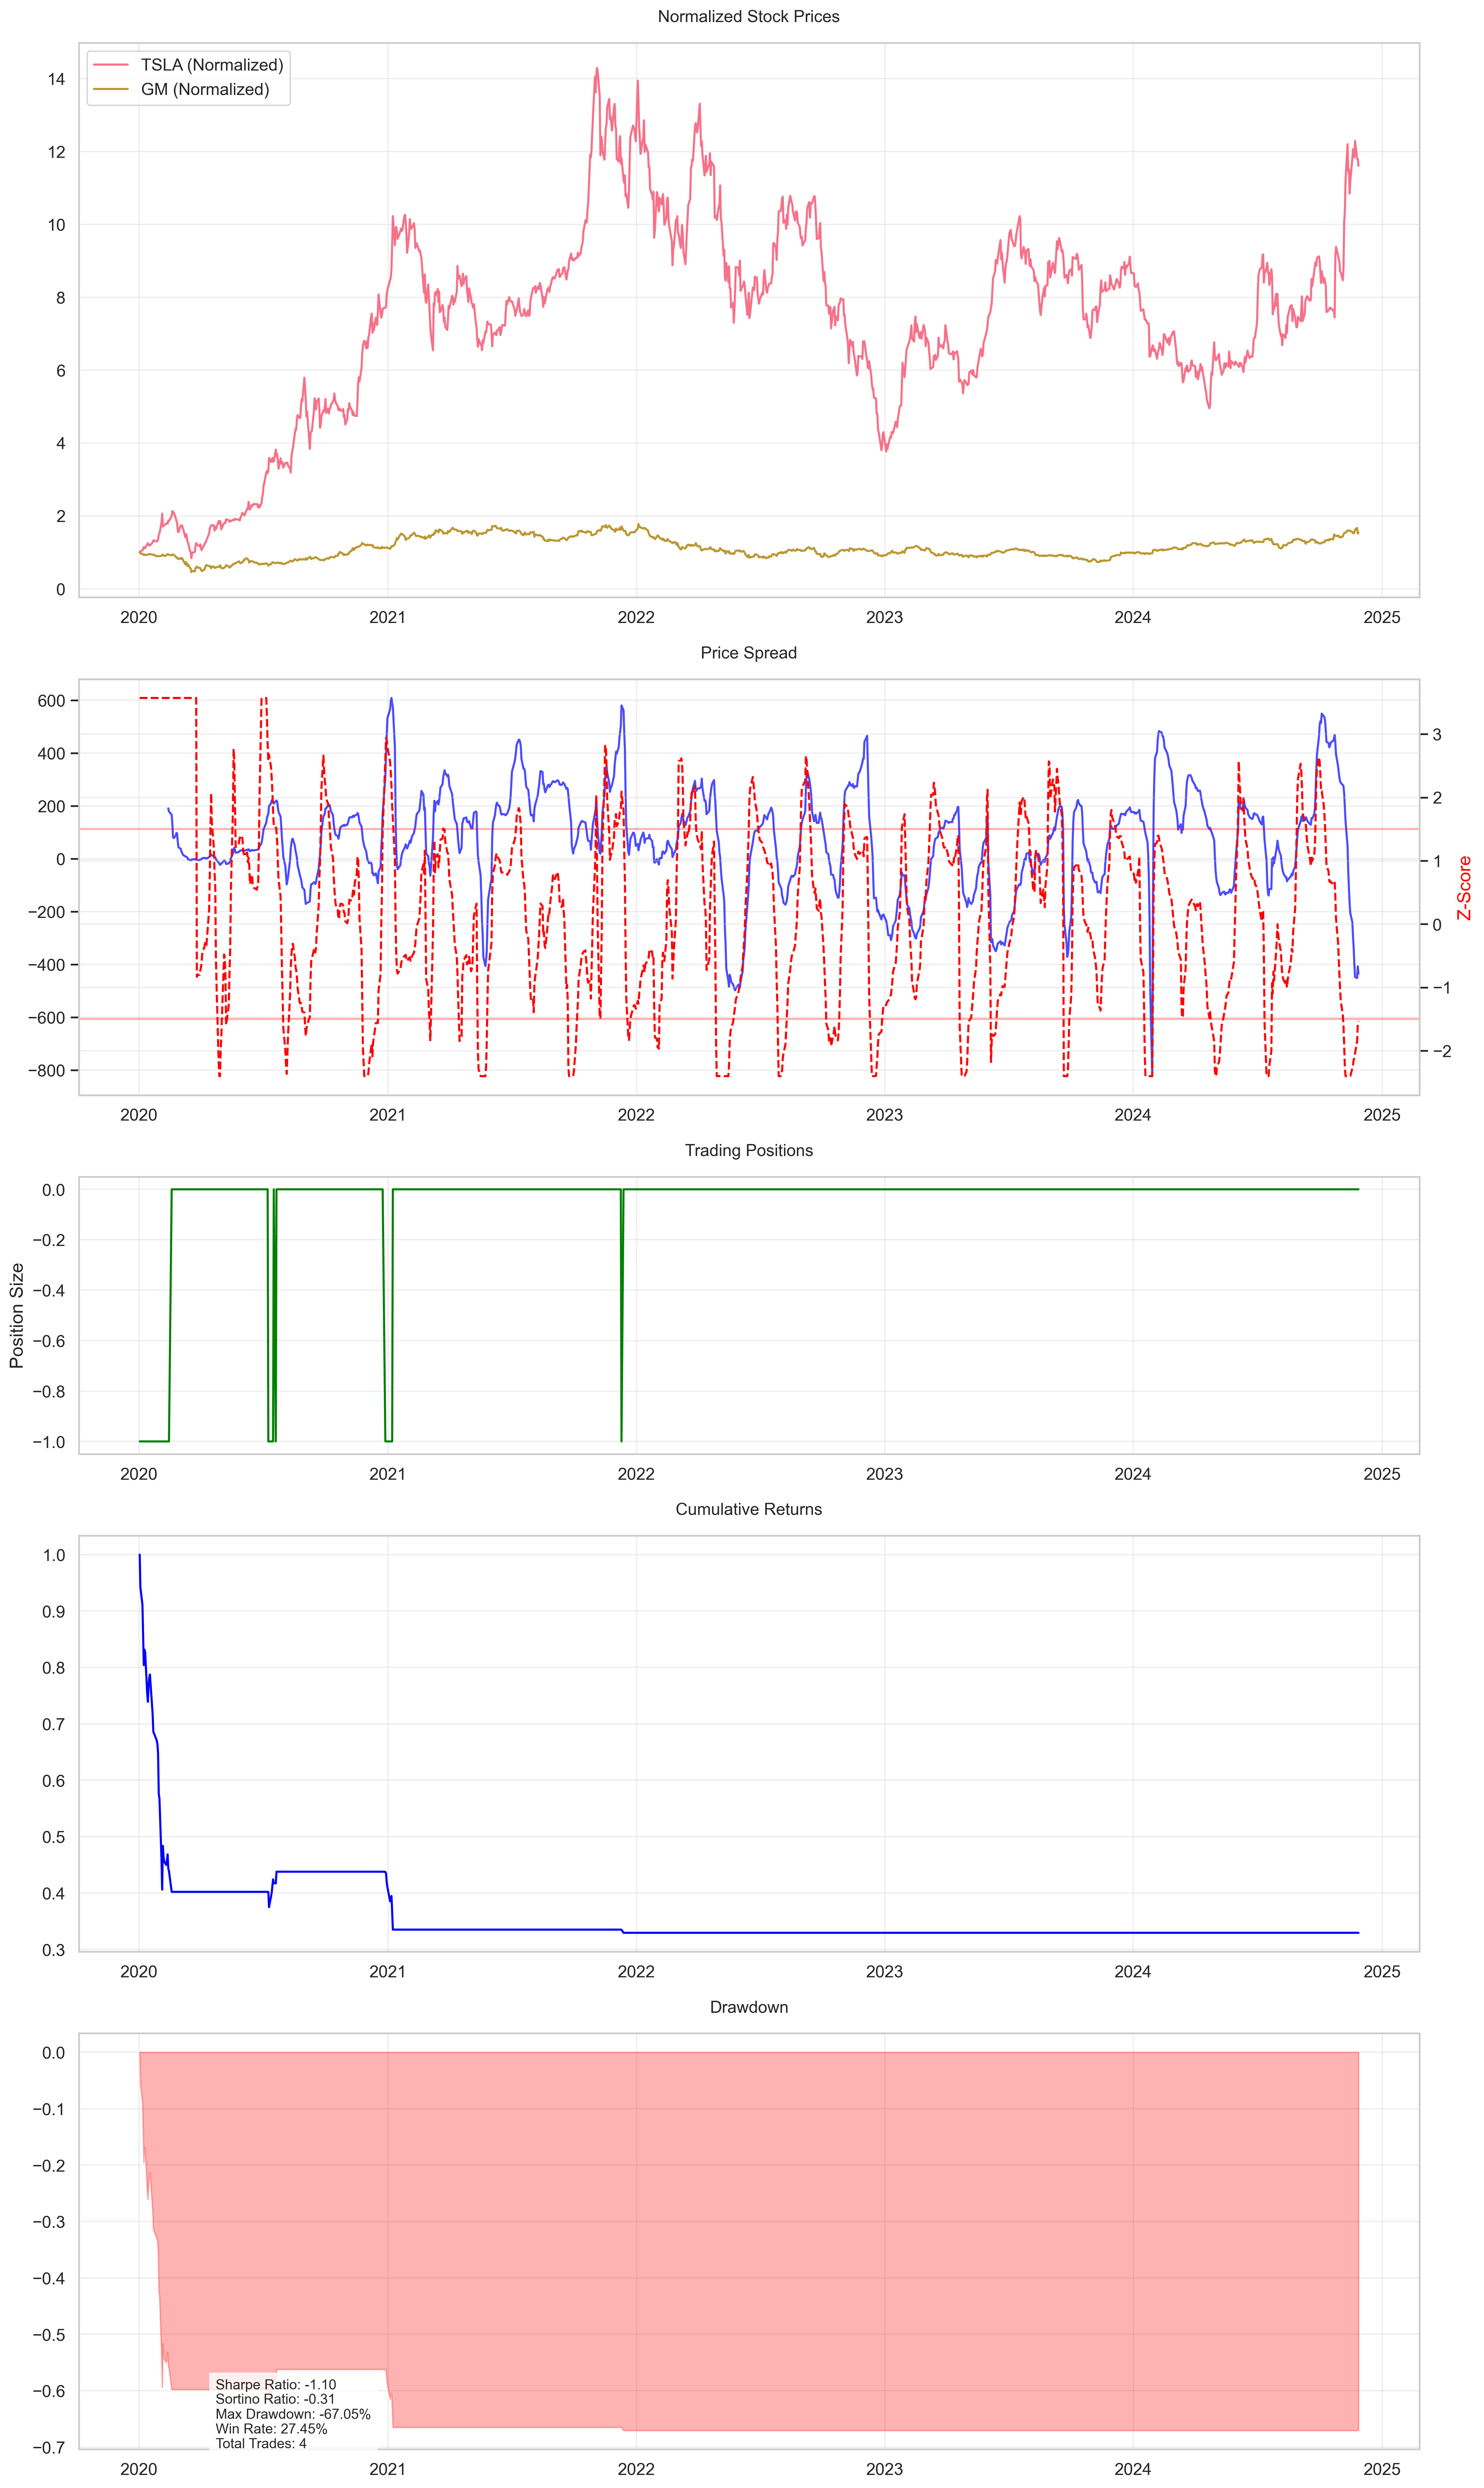 Normalized Stock Prices
TSLA (Normalized)
GM (Normalized)
14
12
10
8
6
4
2
0
2020 2021 2022 2023 2024 2025
Price Spread
600
400
200
0
−200
−400
−600
−800
3
2
1
0
−1
−2
Z-Score
2020 2021 2022 2023 2024 2025
Trading Positions
Position Size
0.0
−0.2
−0.4
−0.6
−0.8
−1.0
2020 2021 2022 2023 2024 2025
Cumulative Returns
1.0
0.9
0.8
0.7
0.6
0.5
0.4
0.3
2020 2021 2022 2023 2024 2025
Drawdown
0.0
−0.1
−0.2
−0.3
−0.4
−0.5
−0.6
−0.7
Sharpe Ratio: -1.10
Sortino Ratio: -0.31
Max Drawdown: -67.05%
Win Rate: 27.45%
Total Trades: 4
2020 2021 2022 2023 2024 2025